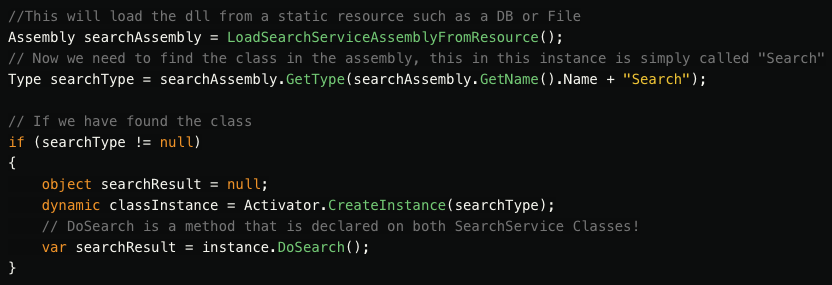 //This will load the dll from a static resource such as a DB or File
Assembly searchAssembly = LoadSearchServiceAssemblyFromResource();
// Now we need to find the class in the assembly, this in this instance is simply called "Search"
Type searchType = searchAssembly.GetType(searchAssembly.GetName().Name + "Search");

// If we have found the class
if (searchType != null)
{
    object searchResult = null;
    dynamic classInstance = Activator.CreateInstance(searchType);
    // DoSearch is a method that is declared on both SearchService Classes!
    var searchResult = instance.DoSearch();
}